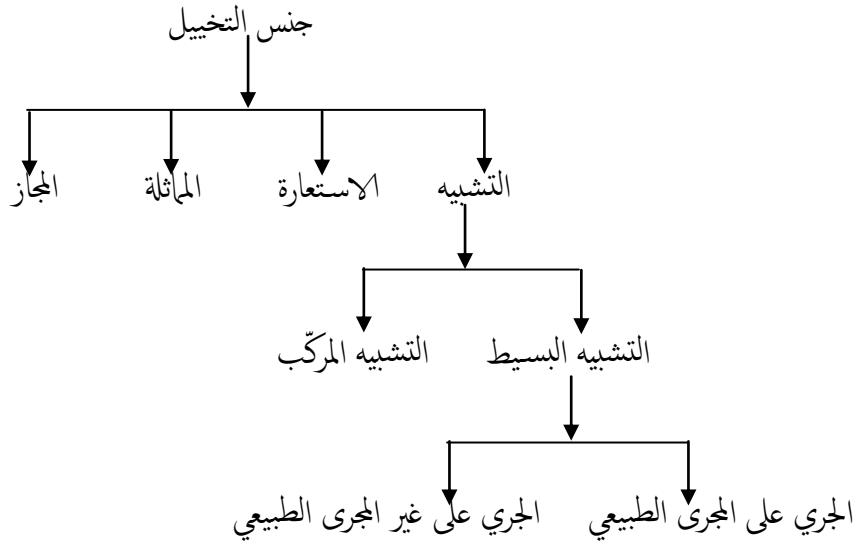 جنس التخييل
التشبيه الاستعارة المماثلة المجاز
التشبيه البسيط التشبيه المركّب
الجري على المجرى الطبيعي الجري على غير المجرى الطبيعي